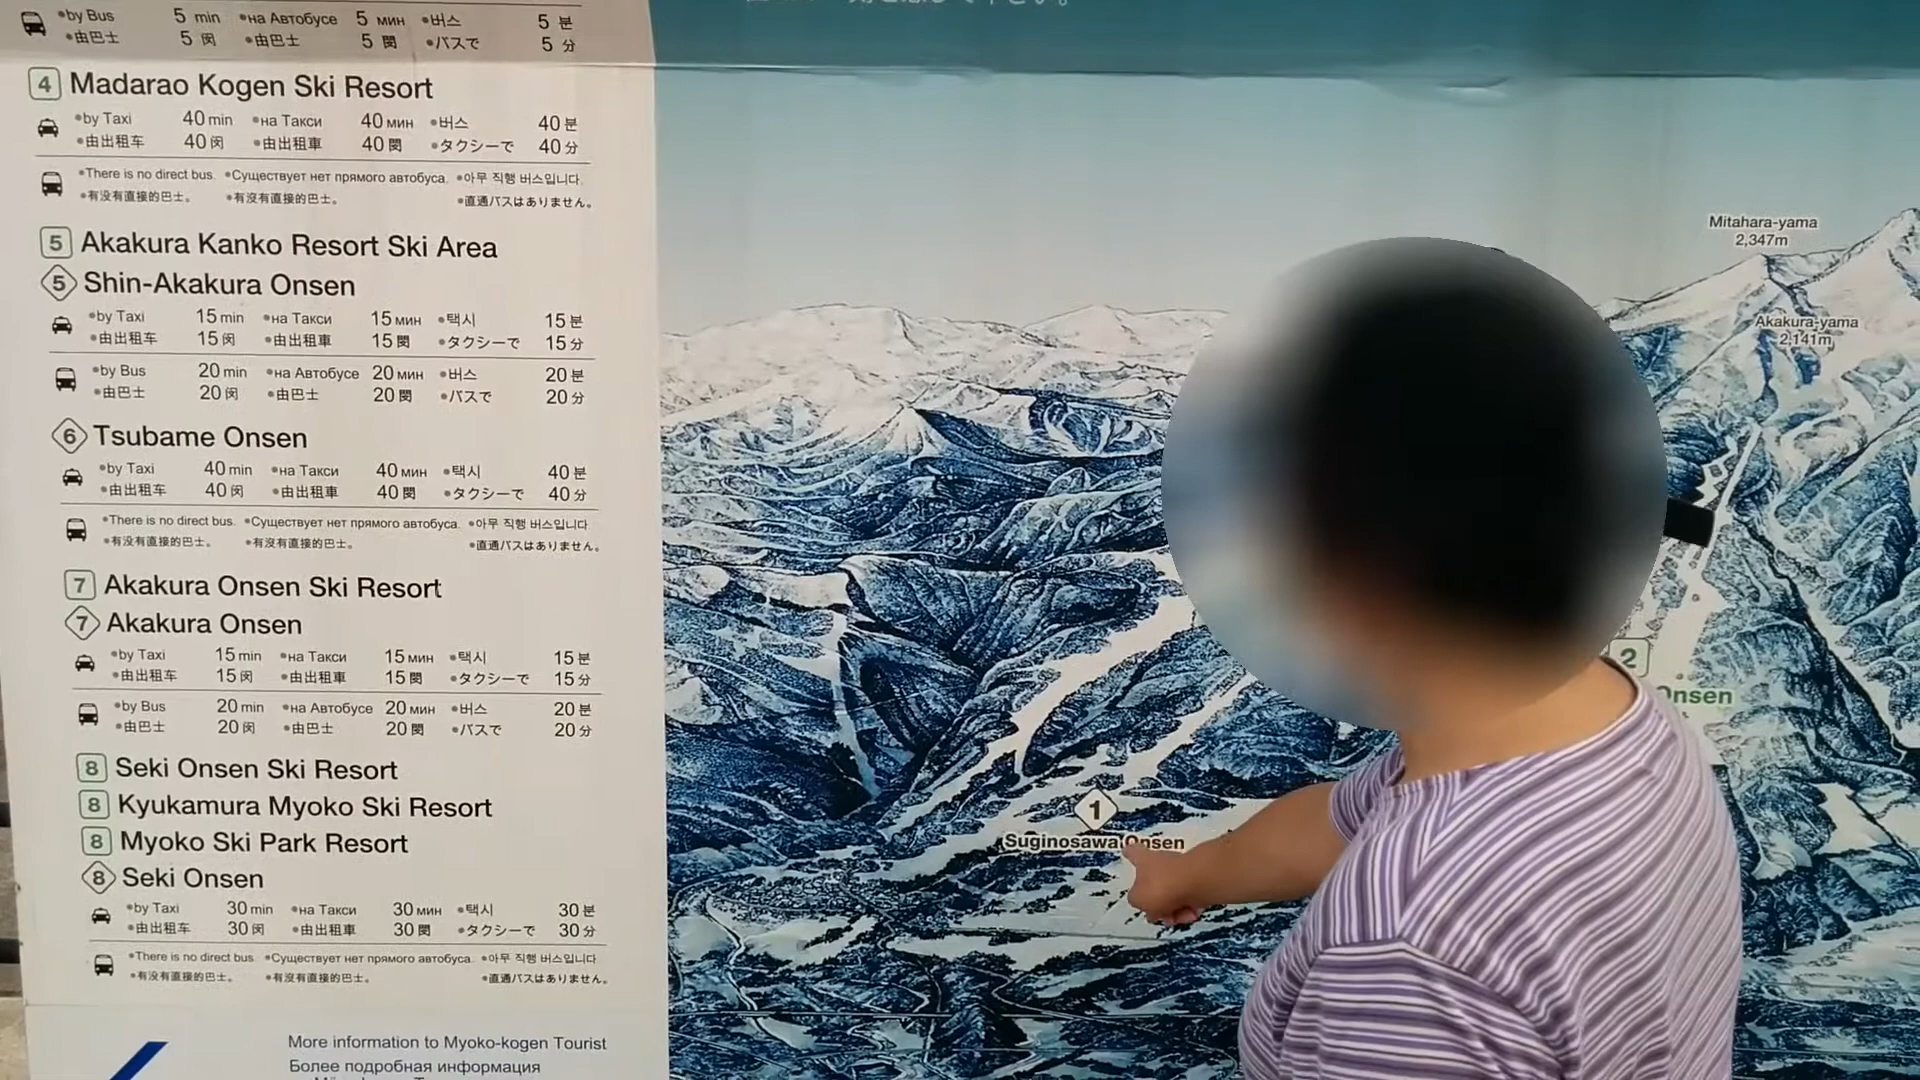 •by Bus 5 min •на Автобусе 5 мин •버스 5 분
•由巴士 5 闵 •由巴士 5 閔 •バスで 5 分
4 Madarao Kogen Ski Resort
•by Taxi 40 min •на Такси 40 мин •버스 40 분
•由出租车 40 闵 •由出租車 40 閔 •タクシーで 40 分
•There is no direct bus. •Существует нет прямого автобуса. •아무 직행 버스입니다.
•有没有直接的巴士。 •有沒有直接的巴士。 •直通バスはありません。
5 Akakura Kanko Resort Ski Area
5 Shin-Akakura Onsen
•by Taxi 15 min •на Такси 15 мин •택시 15 분
•由出租车 15 闵 •由出租車 15 閔 •タクシーで 15 分
•by Bus 20 min •на Автобусе 20 мин •버스 20 분
•由巴士 20 闵 •由巴士 20 閔 •バスで 20 分
6 Tsubame Onsen
•by Taxi 40 min •на Такси 40 мин •택시 40 분
•由出租车 40 闵 •由出租車 40 閔 •タクシーで 40 分
•There is no direct bus. •Существует нет прямого автобуса. •아무 직행 버스입니다
•有没有直接的巴士。 •有沒有直接的巴士。 •直通バスはありません。
7 Akakura Onsen Ski Resort
7 Akakura Onsen
•by Taxi 15 min •на Такси 15 мин •택시 15 분
•由出租车 15 闵 •由出租車 15 閔 •タクシーで 15 分
•by Bus 20 min •на Автобусе 20 мин •버스 20 분
•由巴士 20 闵 •由巴士 20 閔 •バスで 20 分
8 Seki Onsen Ski Resort
8 Kyukamura Myoko Ski Resort
8 Myoko Ski Park Resort
8 Seki Onsen
•by Taxi 30 min •на Такси 30 мин •택시 30 분
•由出租车 30 闵 •由出租車 30 閔 •タクシーで 30 分
•There is no direct bus. •Существует нет прямого автобуса. •아무 직행 버스입니다
•有没有直接的巴士。 •有沒有直接的巴士。 •直通バスはありません。
More information to Myoko-kogen Tourist
Более подробная информация
Mitahara-yama
2,347m
Akakura-yama
2,141m
2
Onsen
1
Suginosawa Onsen